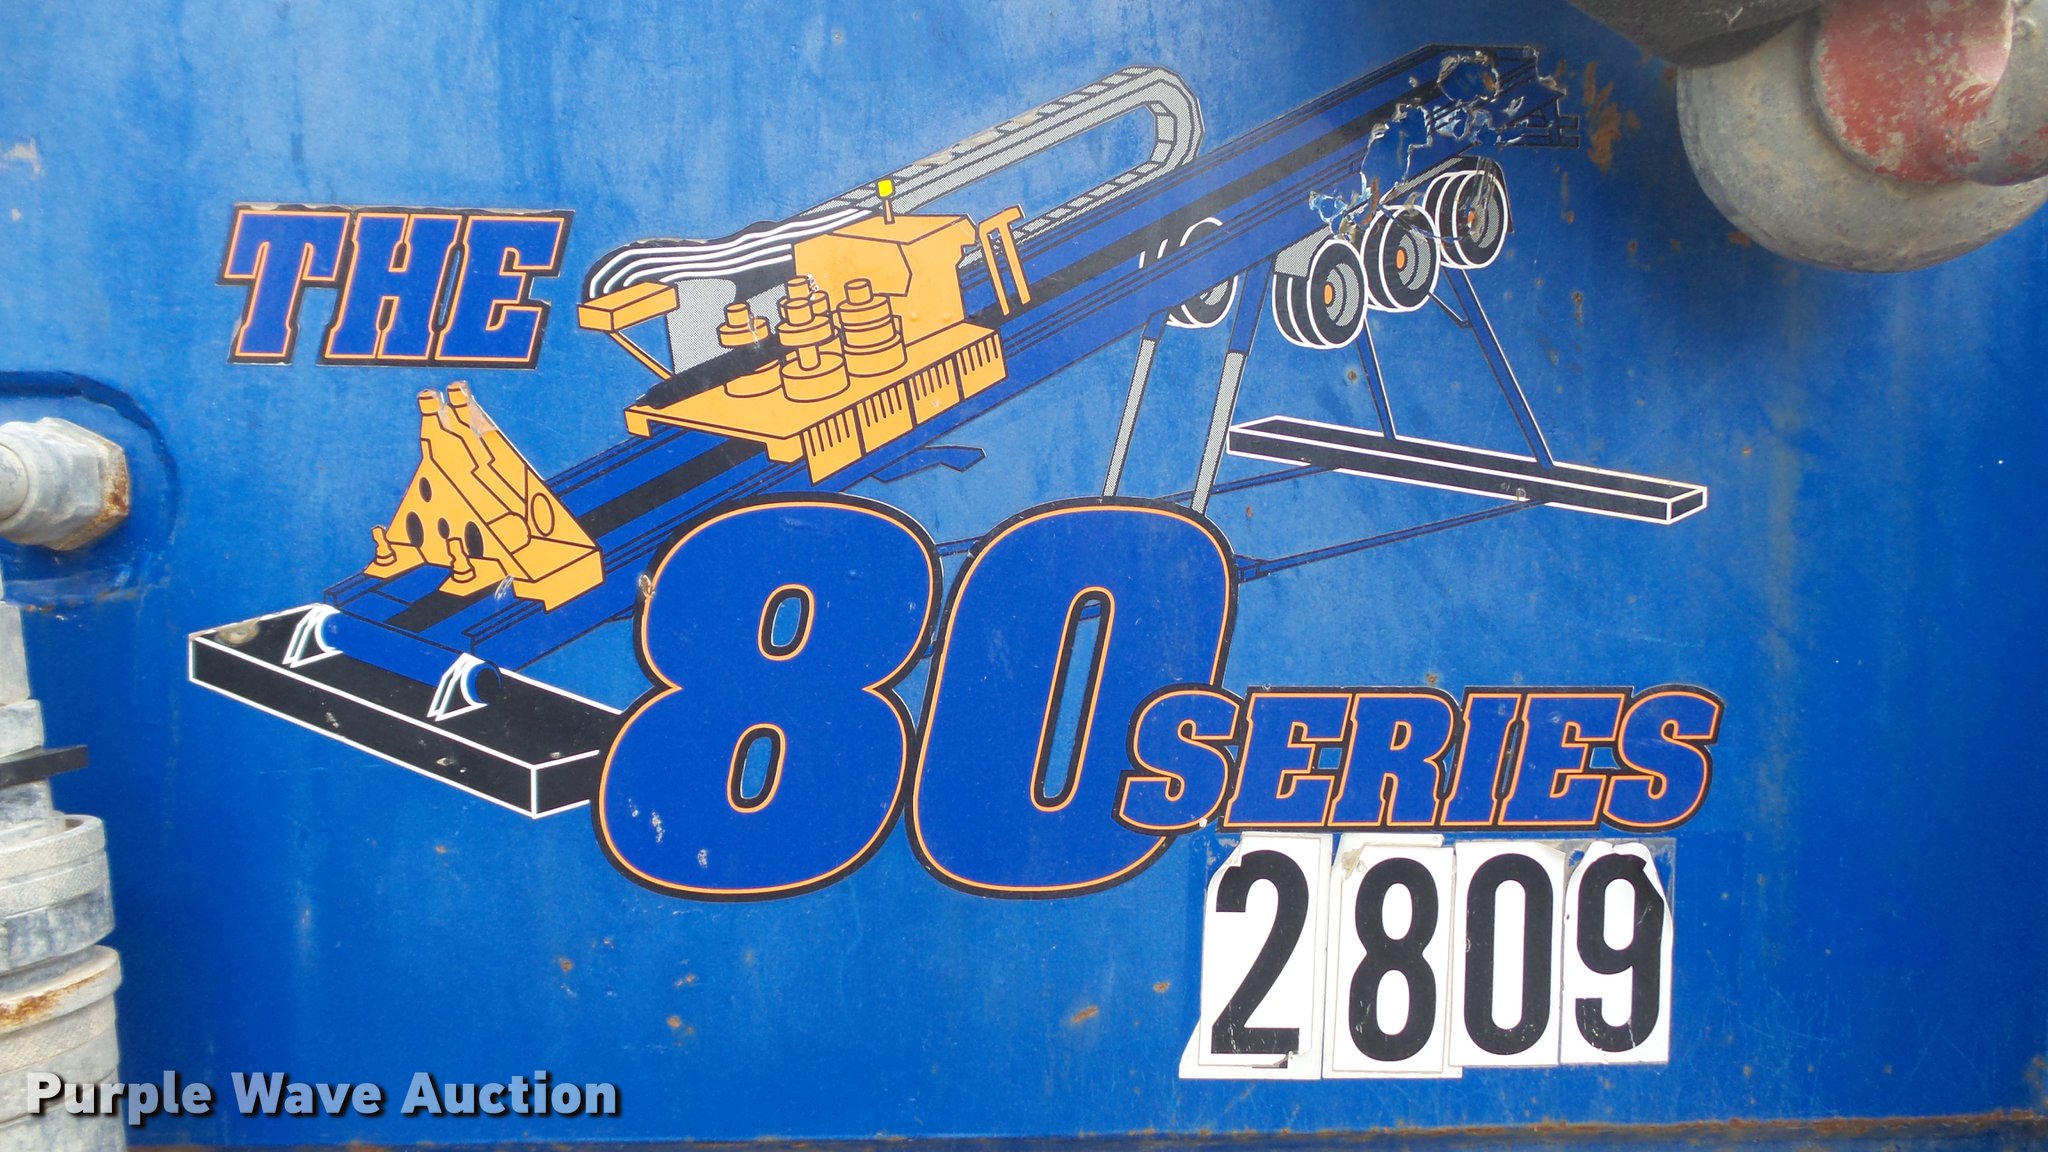 THE
80 SERIES
2809
Purple Wave Auction